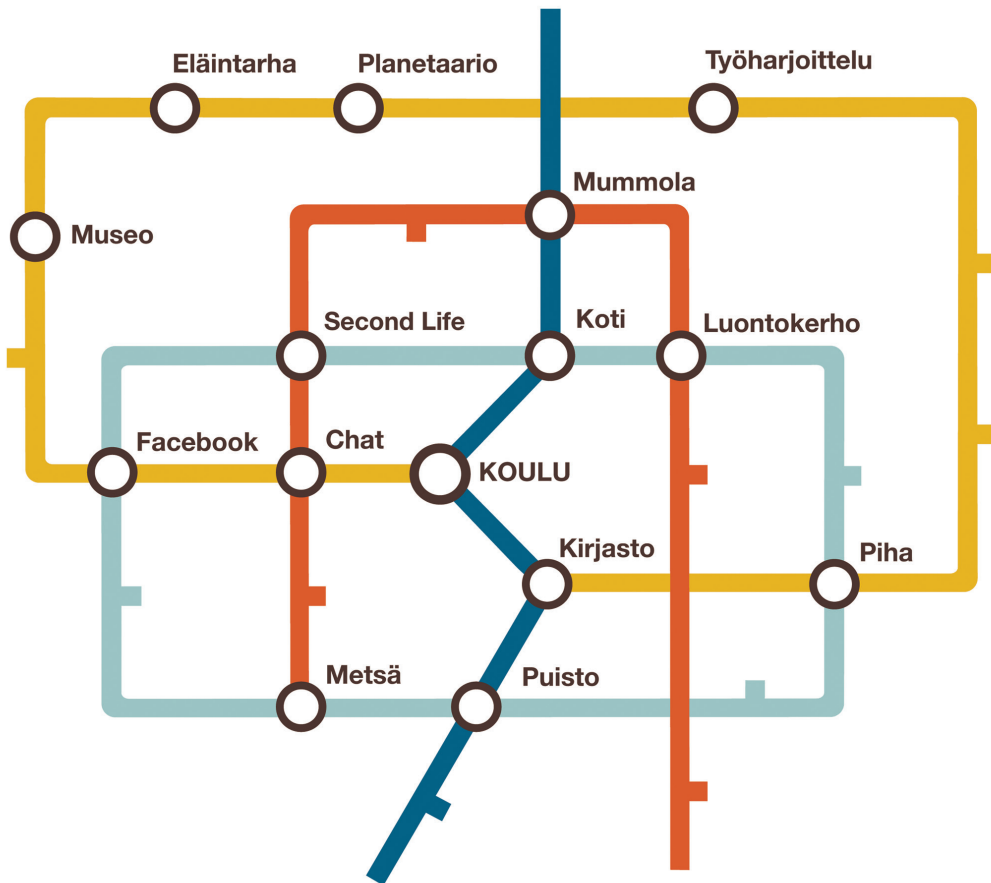 Eläintarha
Planetaario
Työharjoittelu
Mummola
Museo
Second Life
Koti
Luontokerho
Facebook
Chat
KOULU
Kirjasto
Piha
Metsä
Puisto